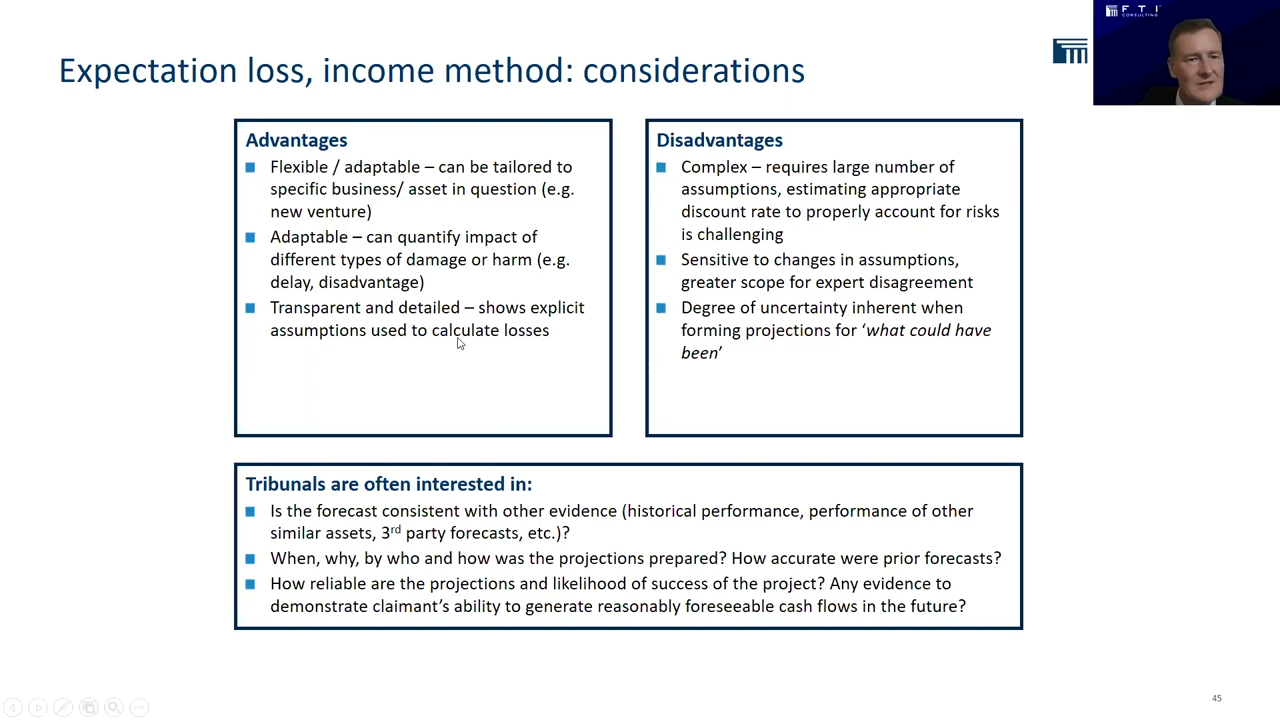 F T I
CONSULTING
Expectation loss, income method: considerations
Advantages
Flexible / adaptable – can be tailored to
specific business/ asset in question (e.g.
new venture)
Adaptable – can quantify impact of
different types of damage or harm (e.g.
delay, disadvantage)
Transparent and detailed – shows explicit
assumptions used to calculate losses
Disadvantages
Complex – requires large number of
assumptions, estimating appropriate
discount rate to properly account for risks
is challenging
Sensitive to changes in assumptions,
greater scope for expert disagreement
Degree of uncertainty inherent when
forming projections for ‘what could have
been’
Tribunals are often interested in:
Is the forecast consistent with other evidence (historical performance, performance of other
similar assets, 3rd party forecasts, etc.)?
When, why, by who and how was the projections prepared? How accurate were prior forecasts?
How reliable are the projections and likelihood of success of the project? Any evidence to
demonstrate claimant’s ability to generate reasonably foreseeable cash flows in the future?
45